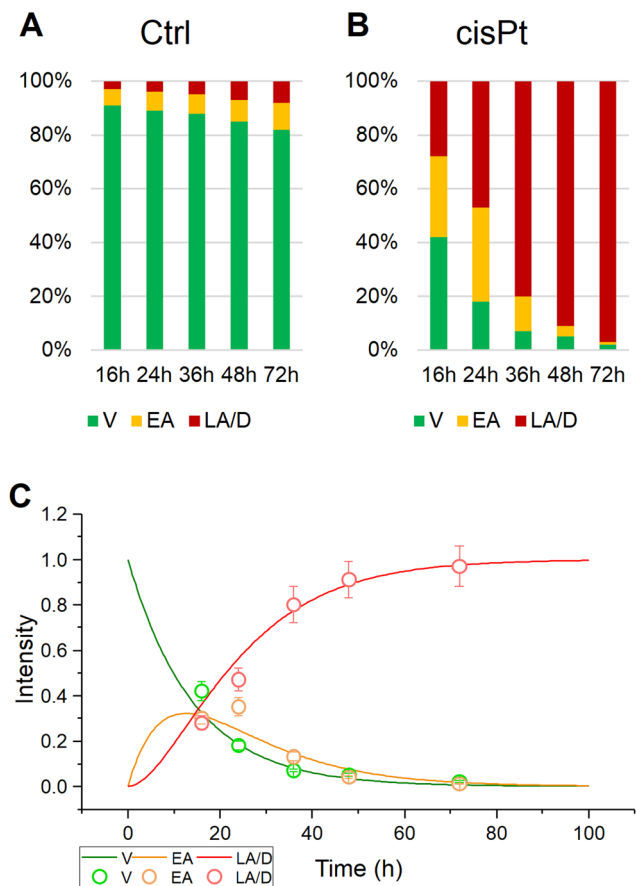 A Ctrl
B cisPt
100%
80%
60%
40%
20%
0%
16h 24h 36h 48h 72h
V EA LA/D
100%
80%
60%
40%
20%
0%
16h 24h 36h 48h 72h
V EA LA/D
C
Intensity
1.2
1.0
0.8
0.6
0.4
0.2
0.0
0 20 40 60 80 100
Time (h)
V EA LA/D
V EA LA/D